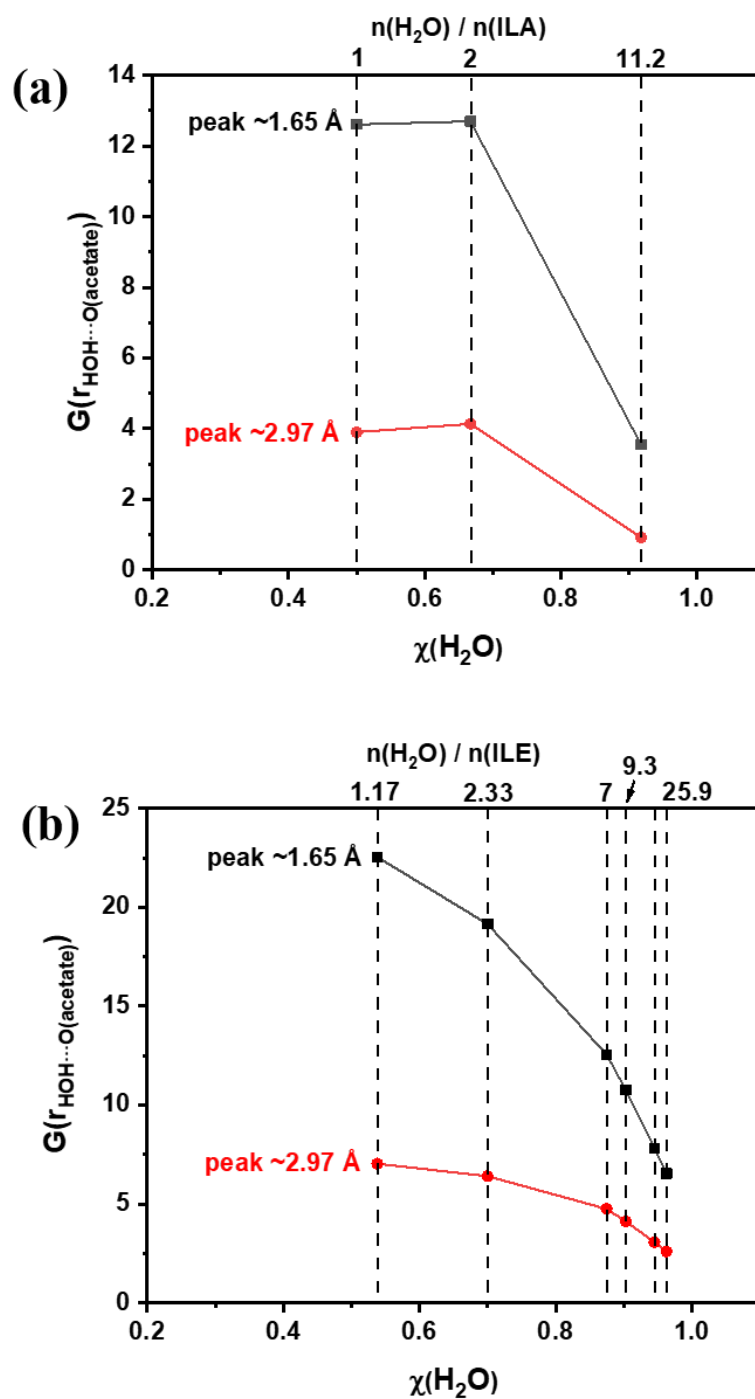 n(H₂O) / n(ILA)
1 2 11.2
(a)
14
12
10
8
6
4
2
0
peak ~1.65 Å
peak ~2.97 Å
G(r_HOH···O(acetate))
0.2 0.4 0.6 0.8 1.0
χ(H₂O)
n(H₂O) / n(ILE)
9.3
1.17 2.33 7 25.9
(b)
25
20
15
10
5
0
peak ~1.65 Å
peak ~2.97 Å
G(r_HOH···O(acetate))
0.2 0.4 0.6 0.8 1.0
χ(H₂O)